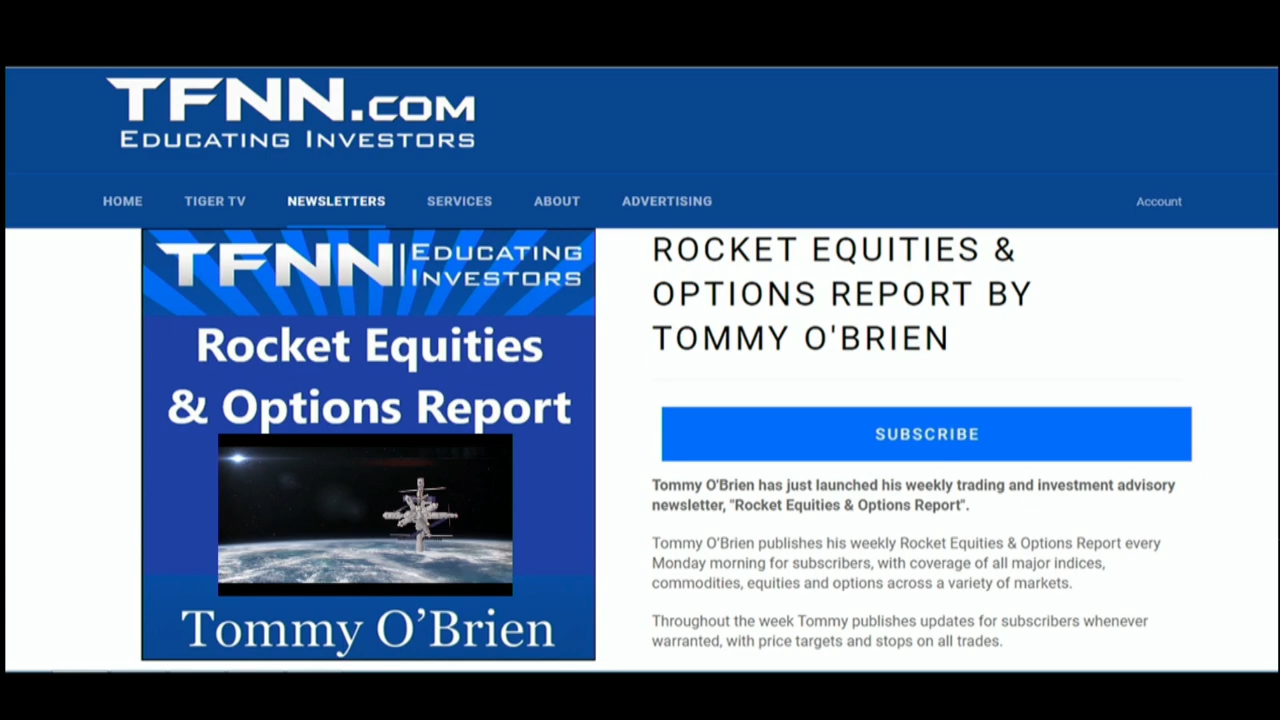 TFNN.COM
EDUCATING INVESTORS
HOME
TIGER TV
NEWSLETTERS
SERVICES
ABOUT
ADVERTISING
Account
TFNN | EDUCATING
INVESTORS
Rocket Equities
& Options Report
Tommy O’Brien
ROCKET EQUITIES &
OPTIONS REPORT BY
TOMMY O'BRIEN
SUBSCRIBE
Tommy O'Brien has just launched his weekly trading and investment advisory
newsletter, "Rocket Equities & Options Report".
Tommy O’Brien publishes his weekly Rocket Equities & Options Report every
Monday morning for subscribers, with coverage of all major indices,
commodities, equities and options across a variety of markets.
Throughout the week Tommy publishes updates for subscribers whenever
warranted, with price targets and stops on all trades.